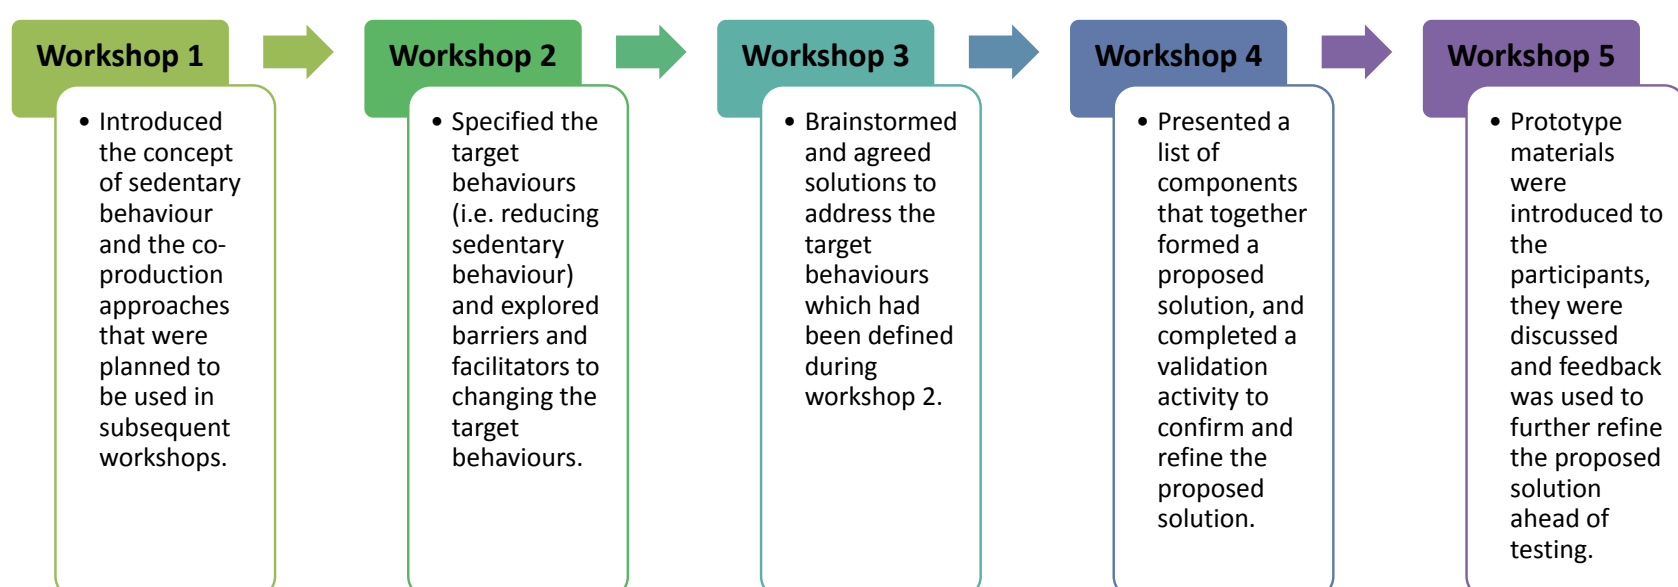 Workshop 1
• Introduced
the concept
of sedentary
behaviour
and the co-
production
approaches
that were
planned to
be used in
subsequent
workshops.
Workshop 2
• Specified the
target
behaviours
(i.e. reducing
sedentary
behaviour)
and explored
barriers and
facilitators to
changing the
target
behaviours.
Workshop 3
• Brainstormed
and agreed
solutions to
address the
target
behaviours
which had
been defined
during
workshop 2.
Workshop 4
• Presented a
list of
components
that together
formed a
proposed
solution, and
completed a
validation
activity to
confirm and
refine the
proposed
solution.
Workshop 5
• Prototype
materials
were
introduced to
the
participants,
they were
discussed
and feedback
was used to
further refine
the proposed
solution
ahead of
testing.